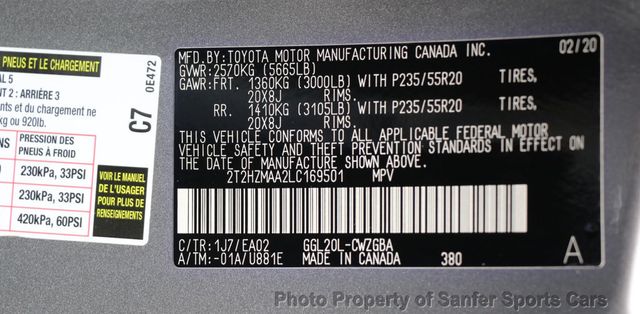 PNEUS ET LE CHARGEMENT
AL 5
NT 2 : ARRIÈRE 3
ents et du chargement ne
kg ou 920lb.
NS
PRESSION DES
PNEUS À FROID
230kPa, 33PSI
230kPa, 33PSI
420kPa, 60PSI
VOIR LE MANUEL
DE L'USAGER
POUR PLUS DE
RENSEIGNEMENTS
C7
0E472
MFD.BY:TOYOTA MOTOR MANUFACTURING CANADA INC. 02/20
GVWR:2570KG (5665LB)
GAWR:FRT. 1360KG (3000LB) WITH P235/55R20 TIRES,
20X8J RIMS.
RR. 1410KG (3105LB) WITH P235/55R20 TIRES,
20X8J RIMS.
THIS VEHICLE CONFORMS TO ALL APPLICABLE FEDERAL MOTOR
VEHICLE SAFETY AND THEFT PREVENTION STANDARDS IN EFFECT ON
THE DATE OF MANUFACTURE SHOWN ABOVE.
2T2HZMAA2LC169501 MPV
C/TR:1J7/EA02 GGL20L-CWZGBA
A/TM:-01A/U881E MADE IN CANADA 380 A
Photo Property of Sanfer Sports Cars